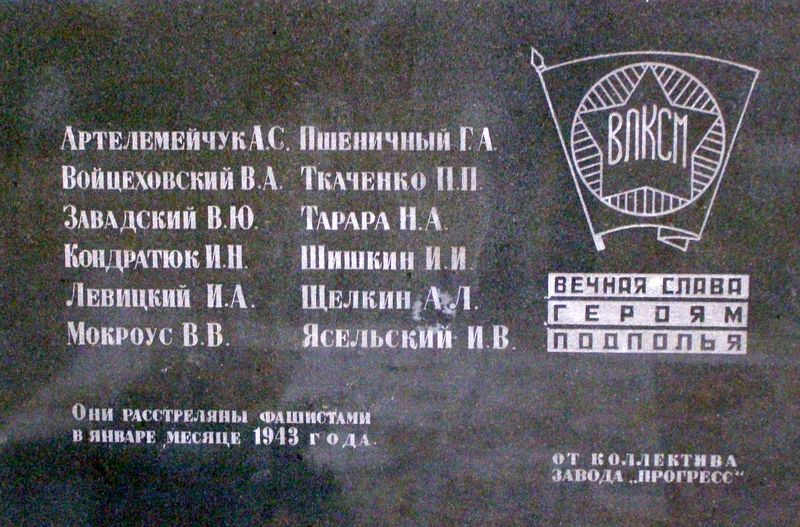 Артелемейчук А.С.
Войцеховский В.А.
Завадский В.Ю.
Кондратюк И.Н.
Левицкий И.А.
Мокроус В.В.
Пшеничный Г.А.
Ткаченко П.П.
Тарара Н.А.
Шишкин И.И.
Щелкин А.Л.
Ясельский И.В.
Они расстреляны фашистами
в январе месяце 1943 года.
ВЛКСМ
ВЕЧНАЯ СЛАВА
ГЕРОЯМ
ПОДПОЛЬЯ
ОТ КОЛЛЕКТИВА
ЗАВОДА „ПРОГРЕСС“